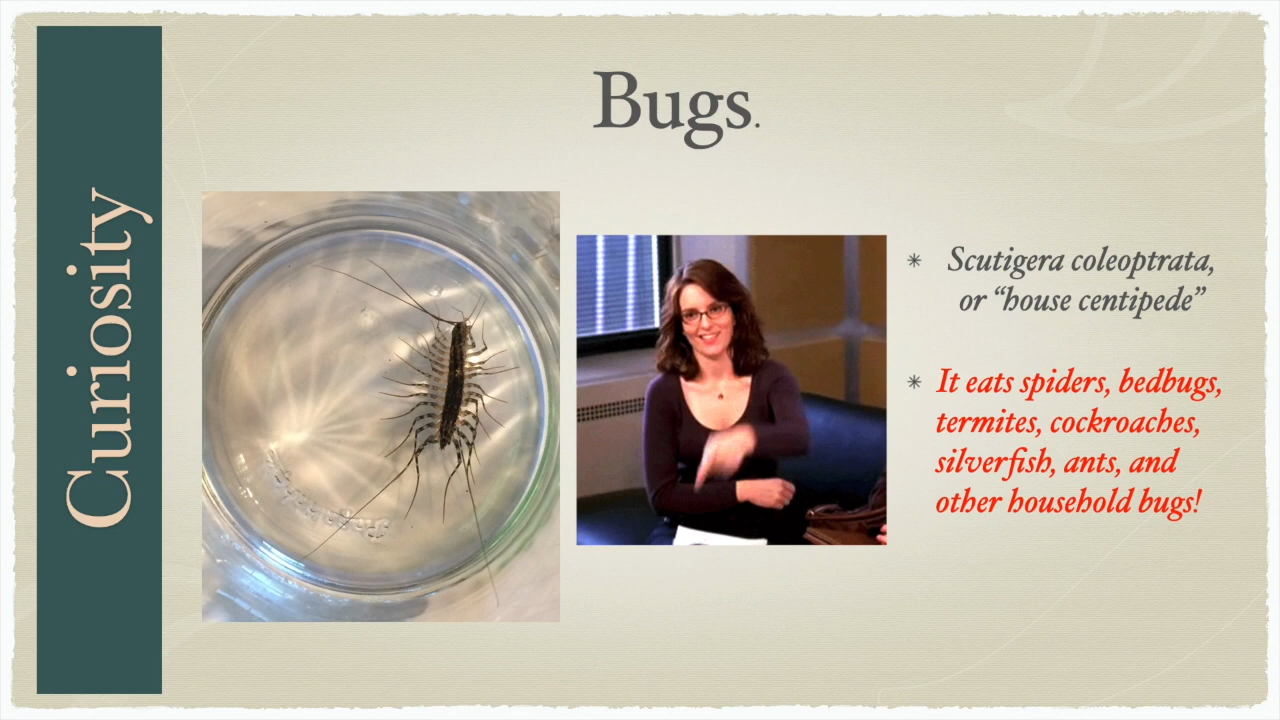 Curiosity
Bugs.
Scutigera coleoptrata,
or “house centipede”
It eats spiders, bedbugs,
termites, cockroaches,
silverfish, ants, and
other household bugs!